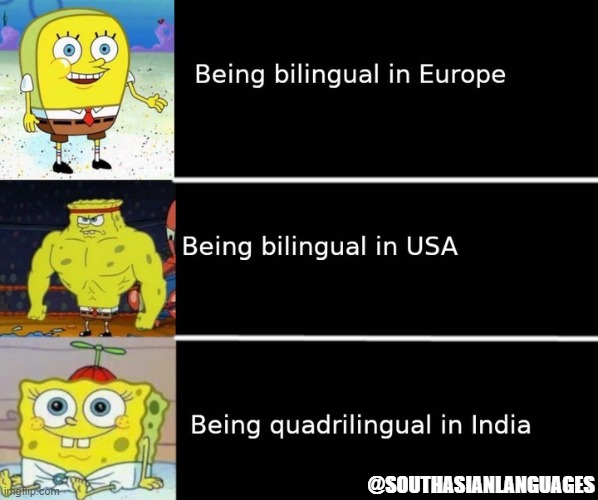 Being bilingual in Europe
Being bilingual in USA
Being quadrilingual in India
@SOUTHASIANLANGUAGES
imgflip.com